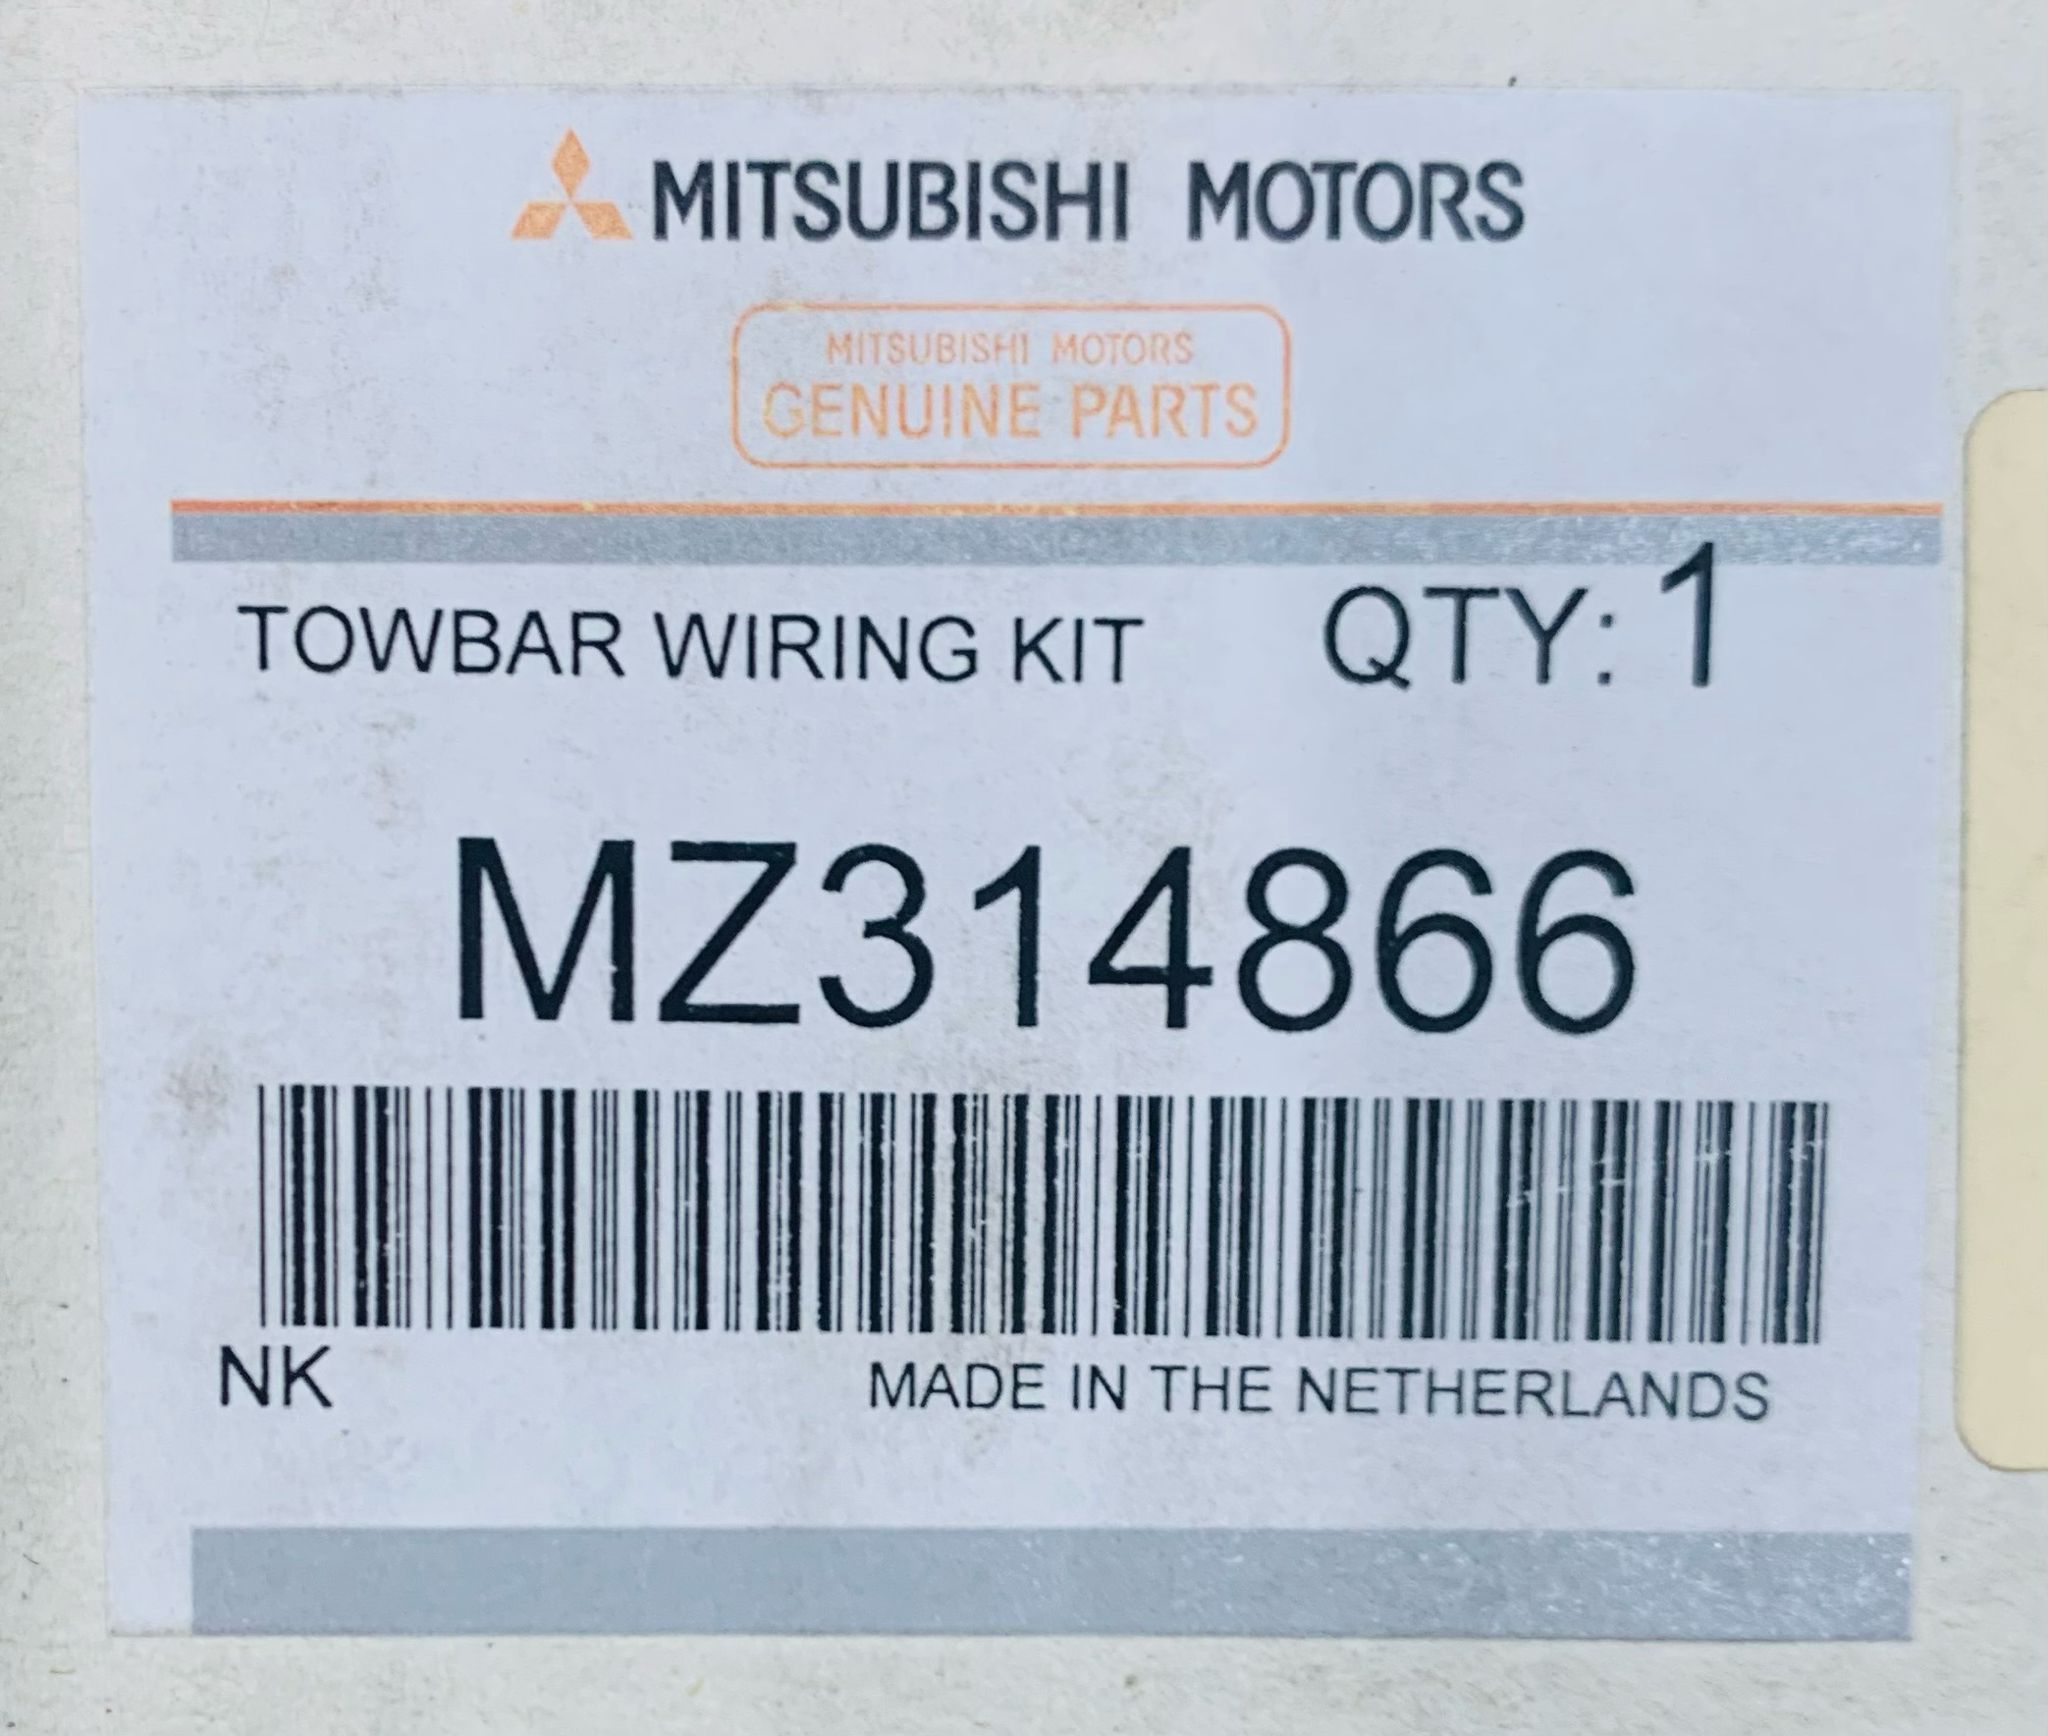 MITSUBISHI MOTORS
MITSUBISHI MOTORS
GENUINE PARTS
TOWBAR WIRING KIT QTY: 1
MZ314866
NK MADE IN THE NETHERLANDS